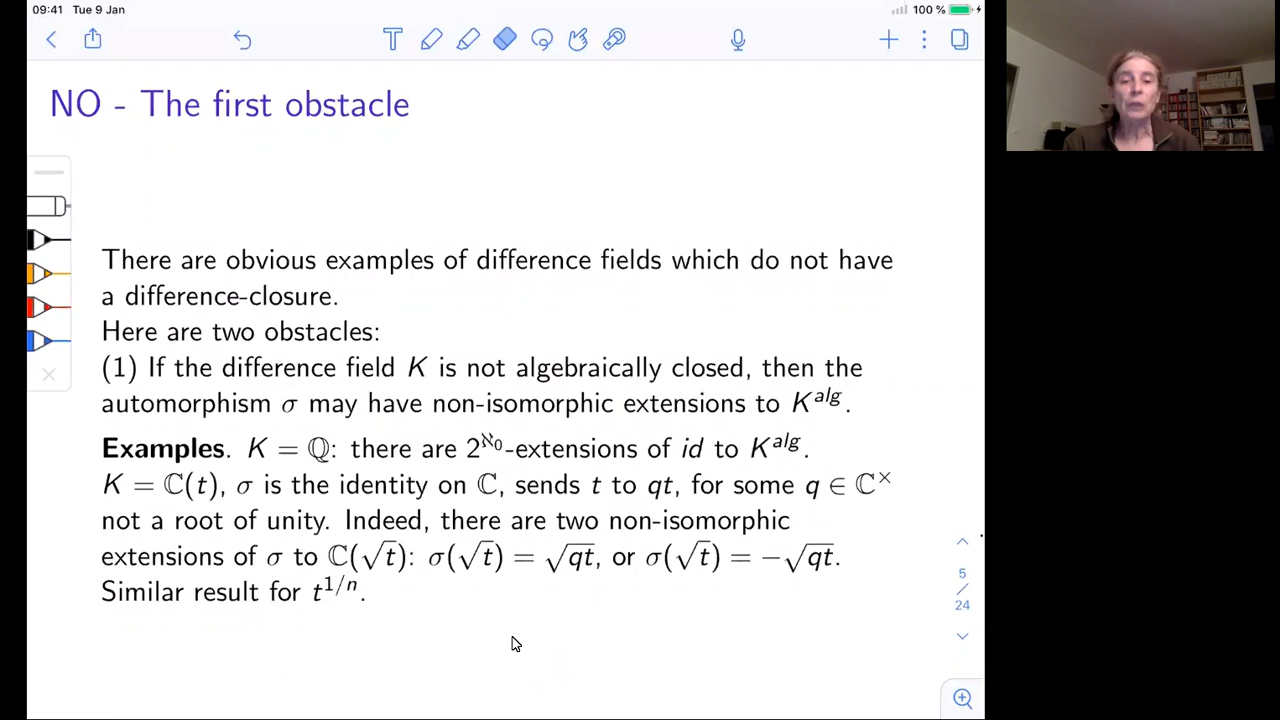 09:41 Tue 9 Jan
100 %
NO - The first obstacle
There are obvious examples of difference fields which do not have
a difference-closure.
Here are two obstacles:
(1) If the difference field K is not algebraically closed, then the
automorphism σ may have non-isomorphic extensions to K^{alg}.
Examples. K = ℚ: there are 2^{ℵ_0}-extensions of id to K^{alg}.
K = ℂ(t), σ is the identity on ℂ, sends t to qt, for some q ∈ ℂ^×
not a root of unity. Indeed, there are two non-isomorphic
extensions of σ to ℂ(√t): σ(√t) = √qt, or σ(√t) = −√qt.
Similar result for t^{1/n}.
5
/
24